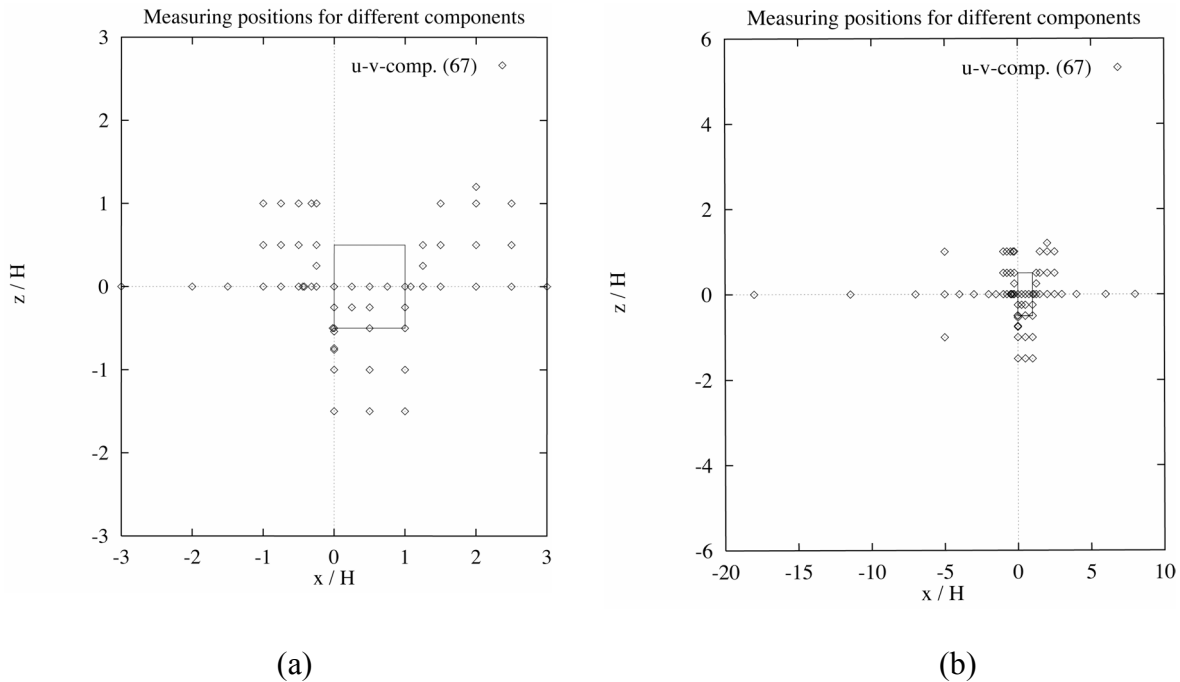 Measuring positions for different components
u-v-comp. (67)
3
2
1
0
-1
-2
-3
z / H
-3
-2
-1
0
1
2
3
x / H
(a)
Measuring positions for different components
u-v-comp. (67)
6
4
2
0
-2
-4
-6
z / H
-20
-15
-10
-5
0
5
10
x / H
(b)